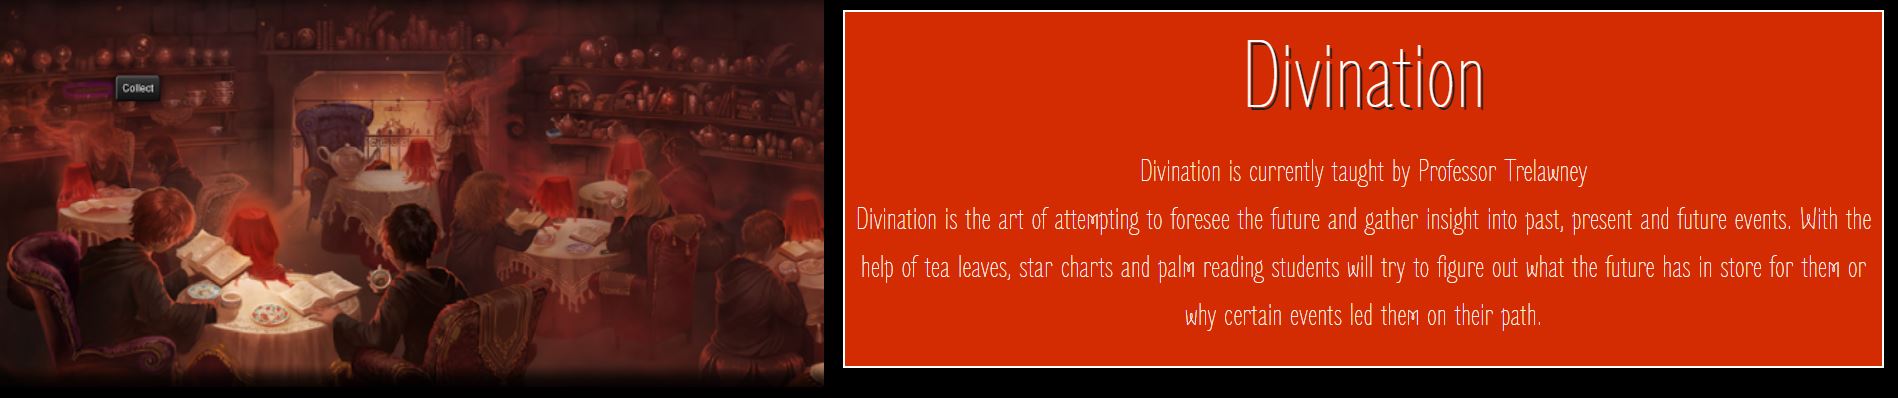 Collect
Divination
Divination is currently taught by Professor Trelawney
Divination is the art of attempting to foresee the future and gather insight into past, present and future events. With the
help of tea leaves, star charts and palm reading students will try to figure out what the future has in store for them or
why certain events led them on their path.